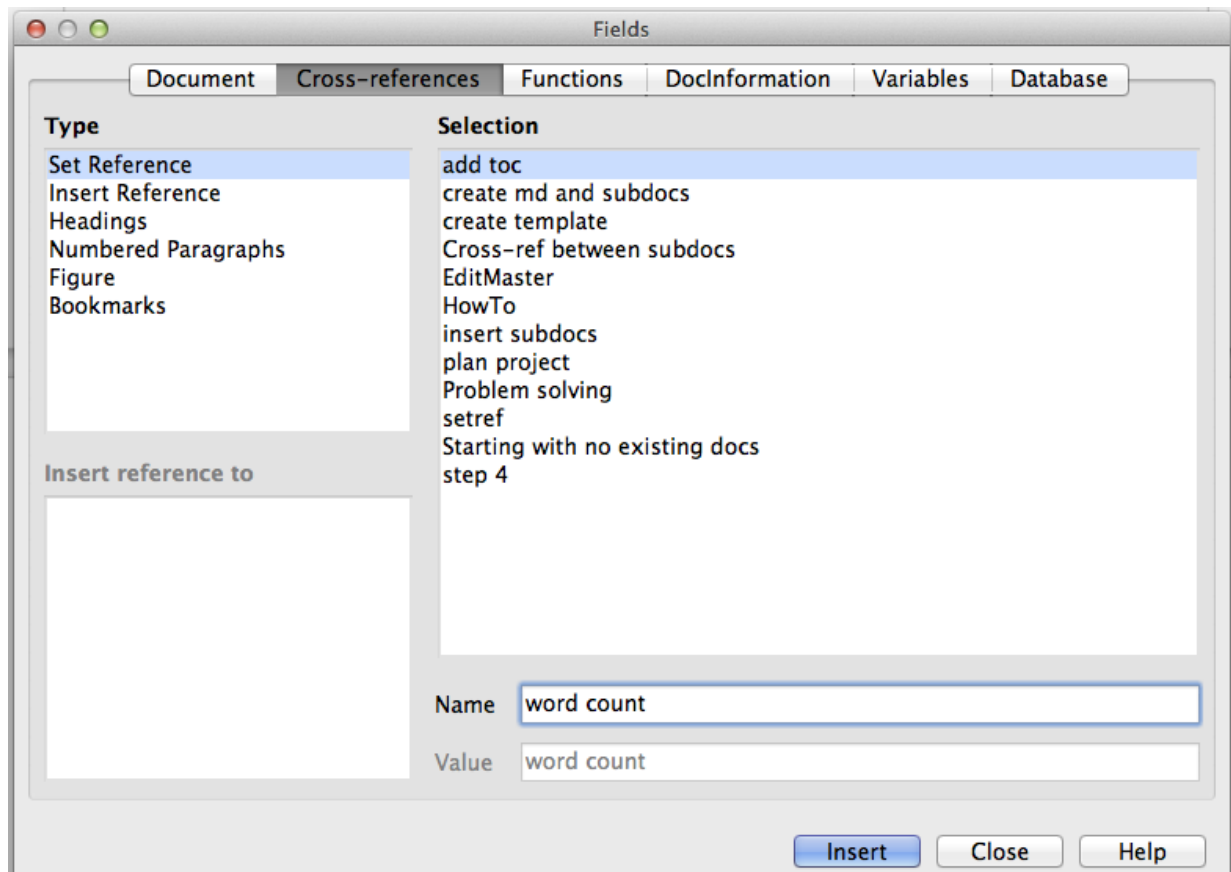 Fields
Document Cross-references Functions DocInformation Variables Database
Type
Set Reference
Insert Reference
Headings
Numbered Paragraphs
Figure
Bookmarks
Insert reference to
Selection
add toc
create md and subdocs
create template
Cross-ref between subdocs
EditMaster
HowTo
insert subdocs
plan project
Problem solving
setref
Starting with no existing docs
step 4
Name word count
Value word count
Insert Close Help